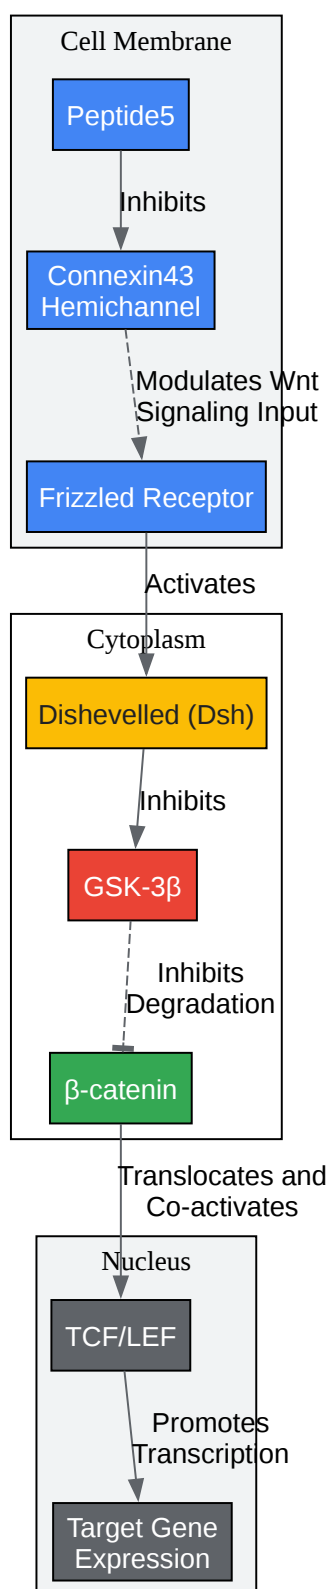 Cell Membrane
Peptide5
Inhibits
Connexin43
Hemichannel
Modulates Wnt
Signaling Input
Frizzled Receptor
Activates
Cytoplasm
Dishevelled (Dsh)
Inhibits
GSK-3β
Inhibits
Degradation
β-catenin
Translocates and
Co-activates
Nucleus
TCF/LEF
Promotes
Transcription
Target Gene
Expression